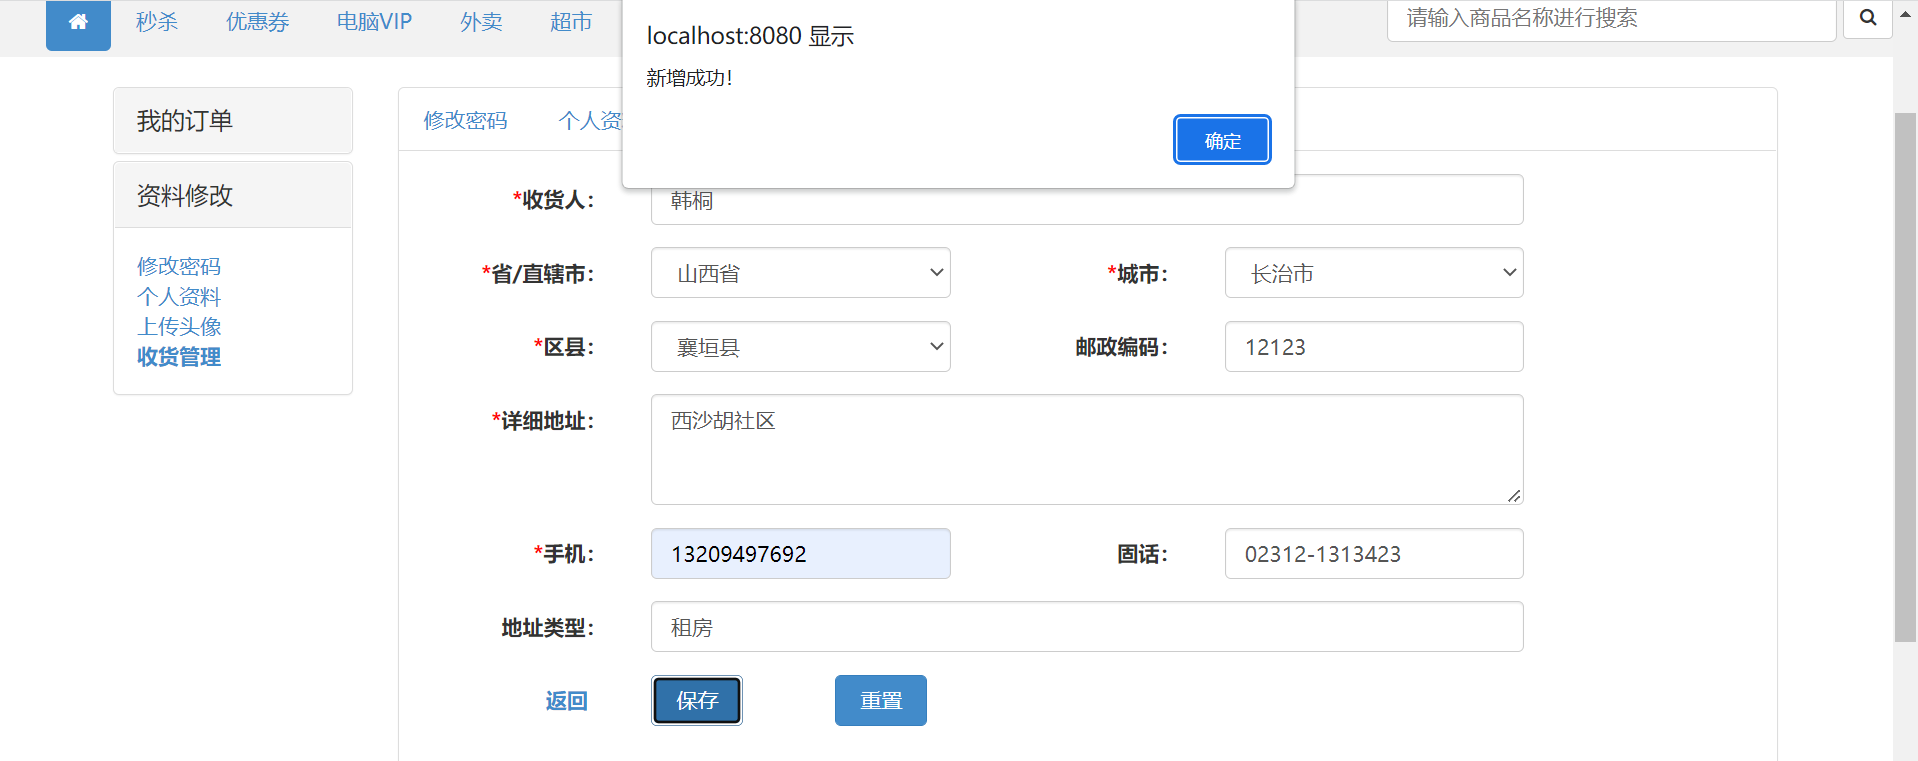 秒杀 优惠券 电脑VIP 外卖 超市 请输入商品名称进行搜索
localhost:8080 显示
新增成功!
确定
我的订单
资料修改
修改密码
个人资料
上传头像
收货管理
修改密码 个人资
*收货人： 韩桐
*省/直辖市： 山西省 *城市： 长治市
*区县： 襄垣县 邮政编码： 12123
*详细地址： 西沙胡社区
*手机： 13209497692 固话： 02312-1313423
地址类型： 租房
返回 保存 重置